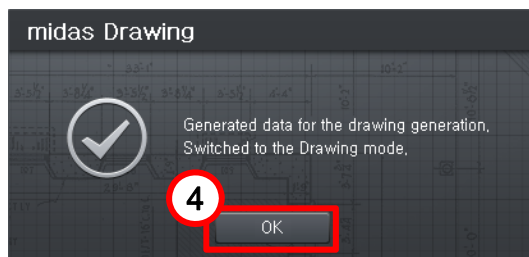 midas Drawing
Generated data for the drawing generation,
Switched to the Drawing mode,
4
OK